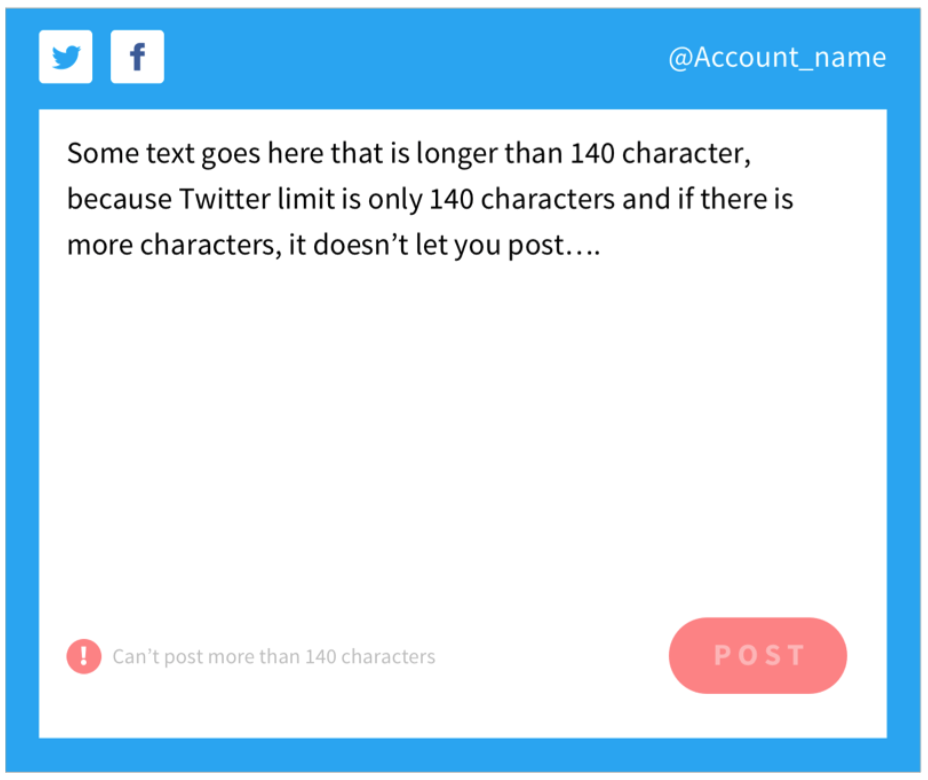 @Account_name
Some text goes here that is longer than 140 character,
because Twitter limit is only 140 characters and if there is
more characters, it doesn’t let you post….
Can’t post more than 140 characters
POST